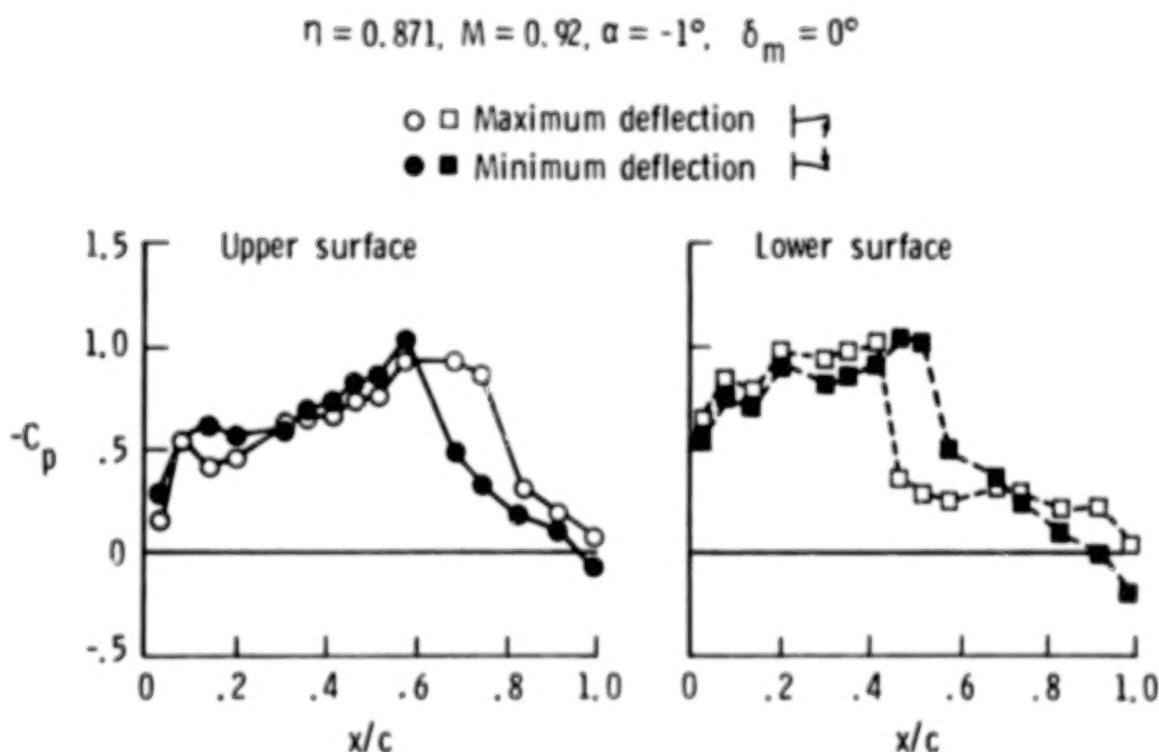 η = 0.871, M = 0.92, α = -1°, δm = 0°
Maximum deflection
Minimum deflection
Upper surface
Lower surface
1.5
1.0
.5
0
-.5
-Cp
0 .2 .4 .6 .8 1.0
0 .2 .4 .6 .8 1.0
x/c
x/c